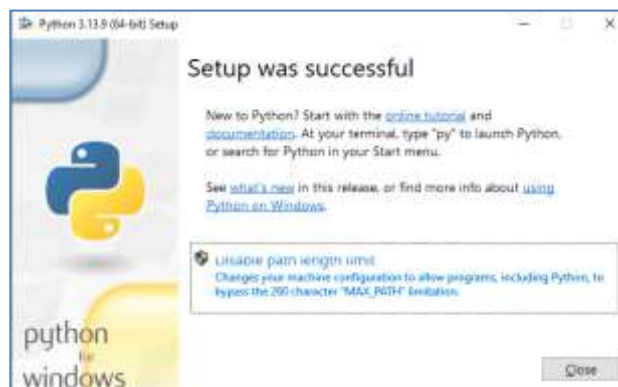 Python 3.13.9 (64-bit) Setup
Setup was successful
New to Python? Start with the online tutorial and
documentation. At your terminal, type "py" to launch Python,
or search for Python in your Start menu.
See what's new in this release, or find more info about using
Python on Windows.
Disable path length limit
Changes your machine configuration to allow programs, including Python, to
bypass the 260 character "MAX_PATH" limitation.
python
for
windows
Close